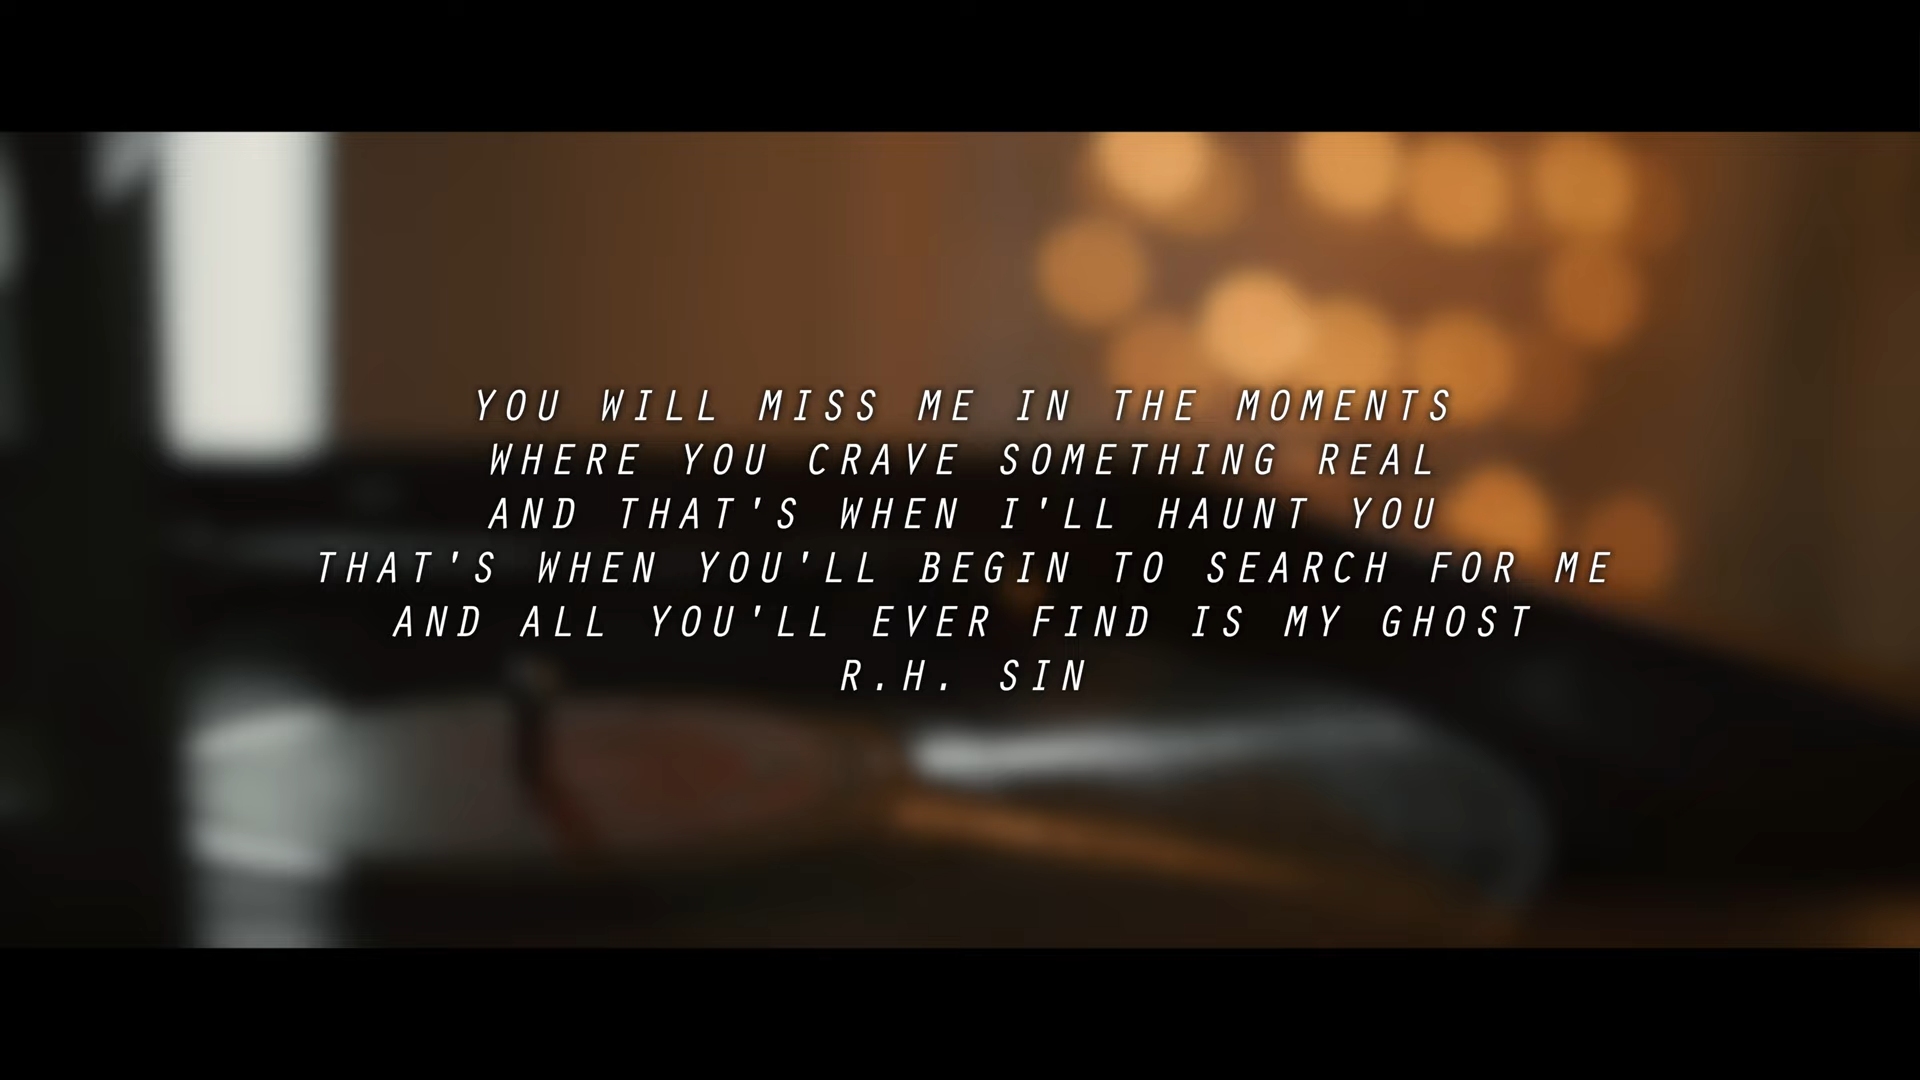 YOU WILL MISS ME IN THE MOMENTS
WHERE YOU CRAVE SOMETHING REAL
AND THAT'S WHEN I'LL HAUNT YOU
THAT'S WHEN YOU'LL BEGIN TO SEARCH FOR ME
AND ALL YOU'LL EVER FIND IS MY GHOST
R.H. SIN